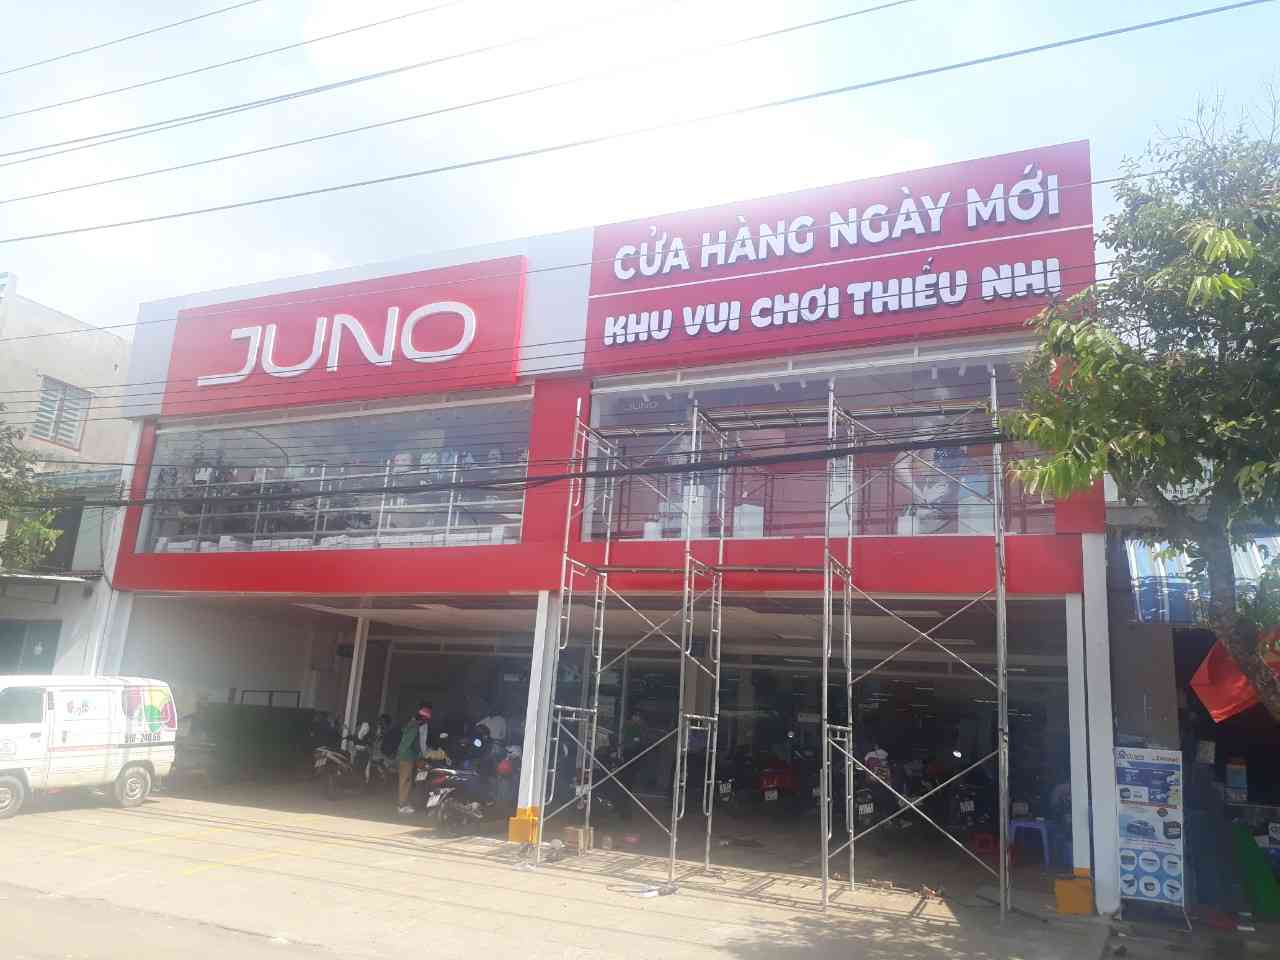 JUNO
CỬA HÀNG NGÀY MỚI
KHU VUI CHƠI THIẾU NHI
JUNO